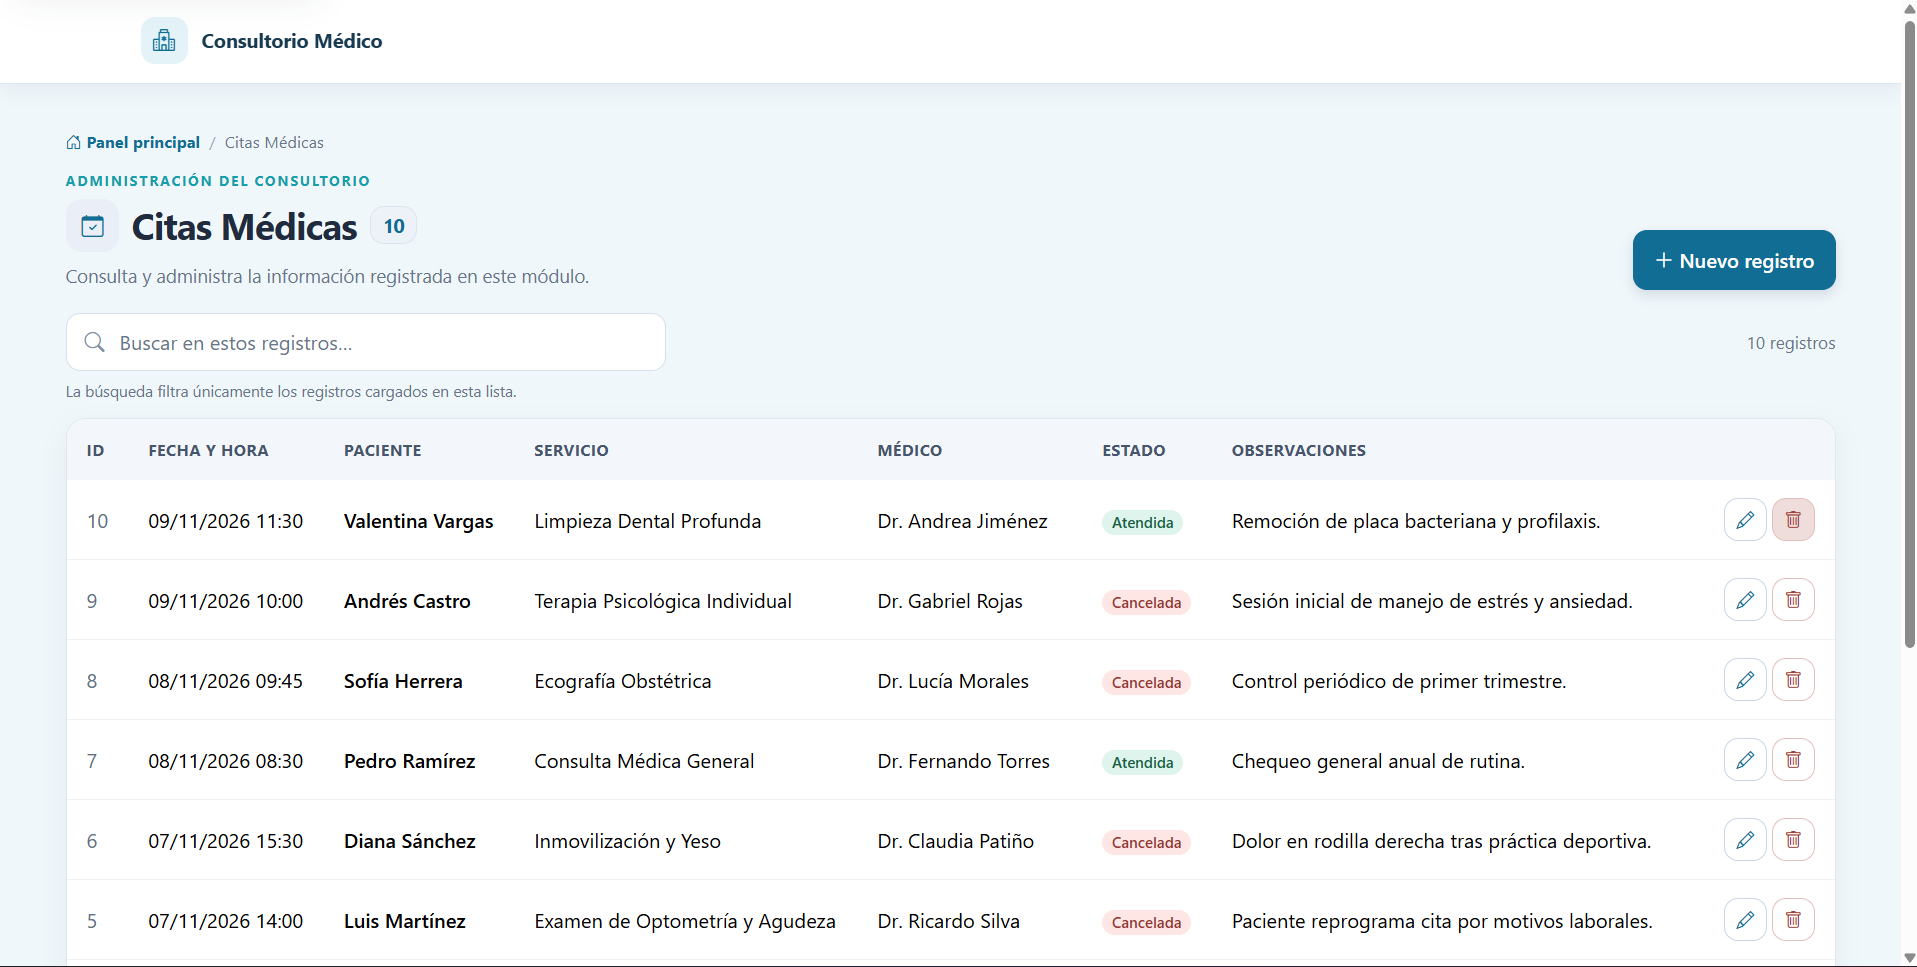 Consultorio Médico
Panel principal / Citas Médicas
ADMINISTRACIÓN DEL CONSULTORIO
Citas Médicas 10
Consulta y administra la información registrada en este módulo.
+ Nuevo registro
Buscar en estos registros...
10 registros
La búsqueda filtra únicamente los registros cargados en esta lista.
ID FECHA Y HORA PACIENTE SERVICIO MÉDICO ESTADO OBSERVACIONES
10 09/11/2026 11:30 Valentina Vargas Limpieza Dental Profunda Dr. Andrea Jiménez Atendida Remoción de placa bacteriana y profilaxis.
9 09/11/2026 10:00 Andrés Castro Terapia Psicológica Individual Dr. Gabriel Rojas Cancelada Sesión inicial de manejo de estrés y ansiedad.
8 08/11/2026 09:45 Sofía Herrera Ecografía Obstétrica Dr. Lucía Morales Cancelada Control periódico de primer trimestre.
7 08/11/2026 08:30 Pedro Ramírez Consulta Médica General Dr. Fernando Torres Atendida Chequeo general anual de rutina.
6 07/11/2026 15:30 Diana Sánchez Inmovilización y Yeso Dr. Claudia Patiño Cancelada Dolor en rodilla derecha tras práctica deportiva.
5 07/11/2026 14:00 Luis Martínez Examen de Optometría y Agudeza Dr. Ricardo Silva Cancelada Paciente reprograma cita por motivos laborales.